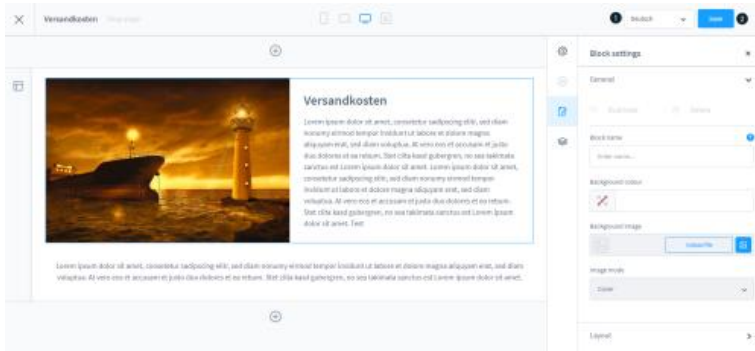 Versandkosten
1
Deutsch
Save
2
Block settings
General
Duplicate
Delete
Block name
Enter name...
Background colour
Background image
Upload file
Image mode
Cover
Layout
Versandkosten
Lorem ipsum dolor sit amet, consetetur sadipscing elitr, sed diam
nonumy eirmod tempor invidunt ut labore et dolore magna
aliquyam erat, sed diam voluptua. At vero eos et accusam et justo
duo dolores et ea rebum. Stet clita kasd gubergren, no sea takimata
sanctus est Lorem ipsum dolor sit amet. Lorem ipsum dolor sit amet,
consetetur sadipscing elitr, sed diam nonumy eirmod tempor
invidunt ut labore et dolore magna aliquyam erat, sed diam
voluptua. At vero eos et accusam et justo duo dolores et ea rebum.
Stet clita kasd gubergren, no sea takimata sanctus est Lorem ipsum
dolor sit amet. Text
Lorem ipsum dolor sit amet, consetetur sadipscing elitr, sed diam nonumy eirmod tempor invidunt ut labore et dolore magna aliquyam erat, sed diam
voluptua. At vero eos et accusam et justo duo dolores et ea rebum. Stet clita kasd gubergren, no sea takimata sanctus est Lorem ipsum dolor sit amet.